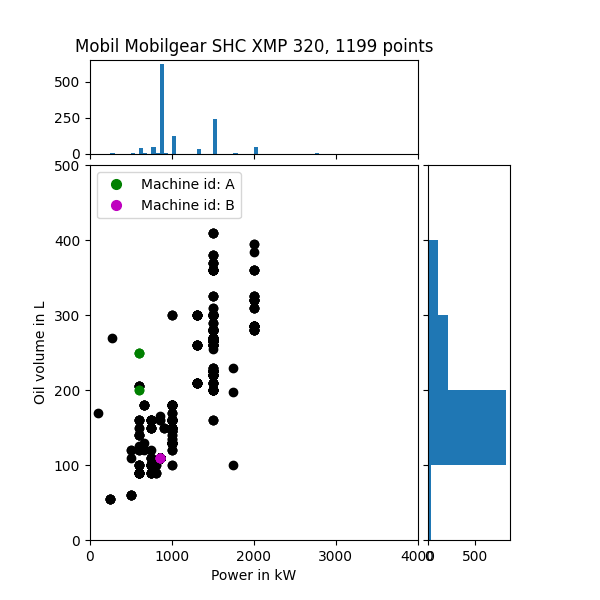 Mobil Mobilgear SHC XMP 320, 1199 points
500
250
0
500
400
300
200
100
0
Machine id: A
Machine id: B
Oil volume in L
0 1000 2000 3000 4000
0 500
Power in kW